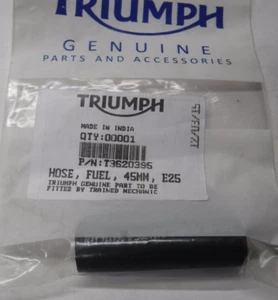 TRIUMPH
GENUINE
PARTS AND ACCESSORIES
TRIUMPH
MADE IN INDIA
QTY:00001
P/N:T3620396
HOSE, FUEL, 45MM, E25
TRIUMPH GENUINE PART TO BE
FITTED BY TRAINED MECHANIC